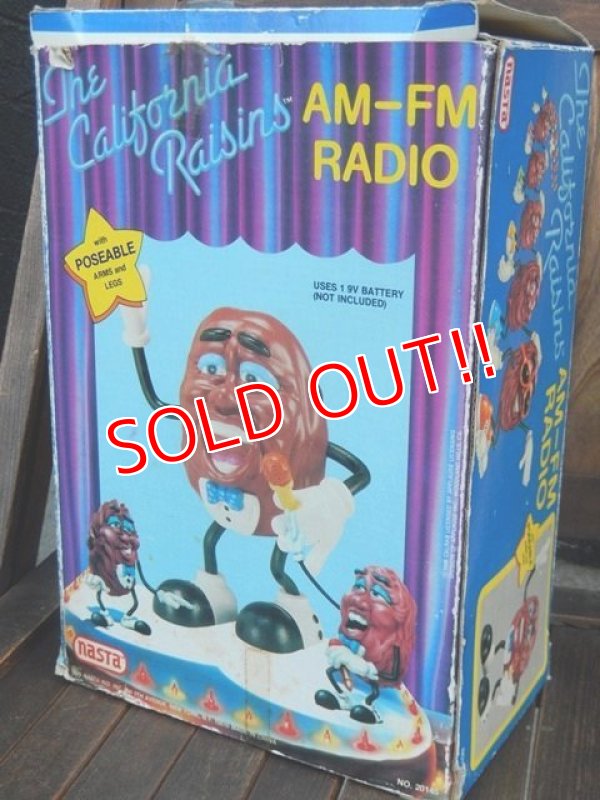 The
California
Raisins™
AM-FM
RADIO
with
POSEABLE
ARMS and
LEGS
USES 1 9V BATTERY
(NOT INCLUDED)
SOLD OUT!!
nasta
nasta
The
California
Raisins
AM-FM
RADIO